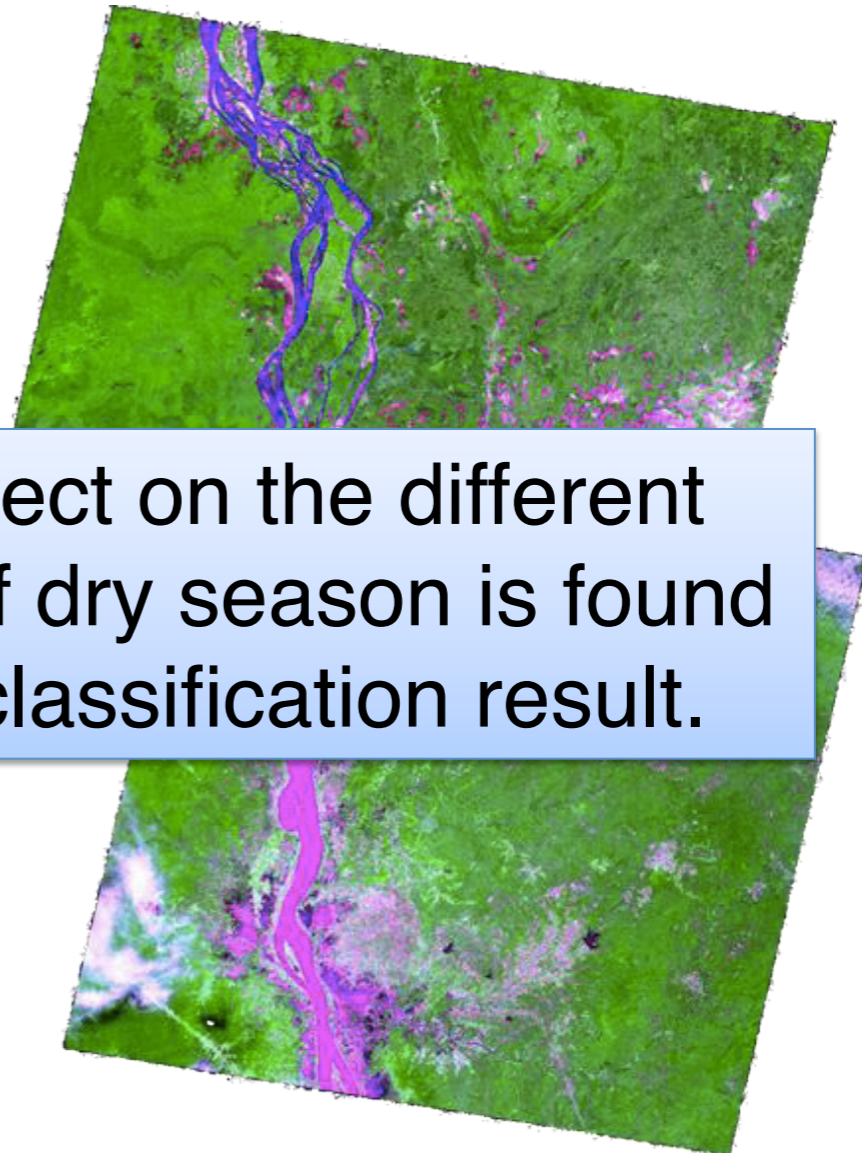 ect on the different
f dry season is found
classification result.